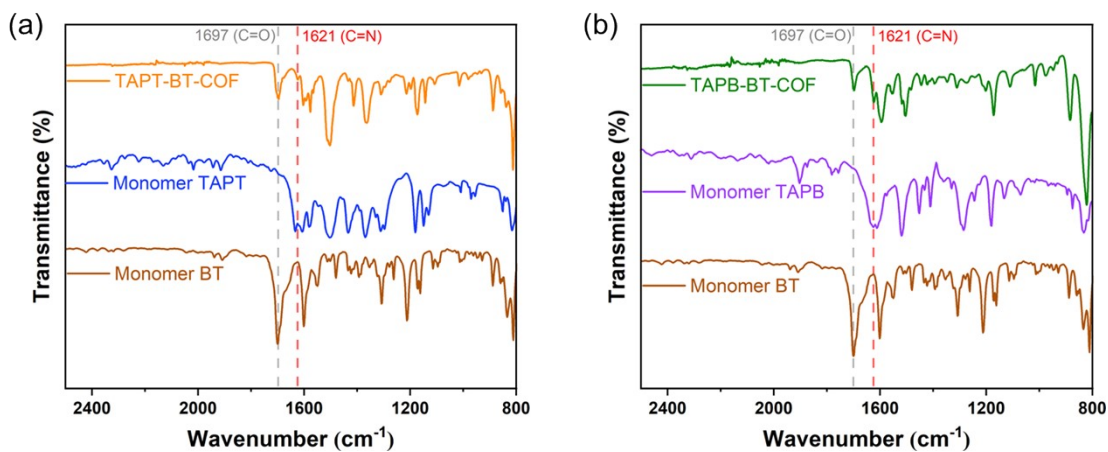 (a)
1697 (C=O)
1621 (C=N)
TAPT-BT-COF
Monomer TAPT
Monomer BT
Transmittance (%)
2400
2000
1600
1200
800
Wavenumber (cm⁻¹)
(b)
1697 (C=O)
1621 (C=N)
TAPB-BT-COF
Monomer TAPB
Monomer BT
Transmittance (%)
2400
2000
1600
1200
800
Wavenumber (cm⁻¹)